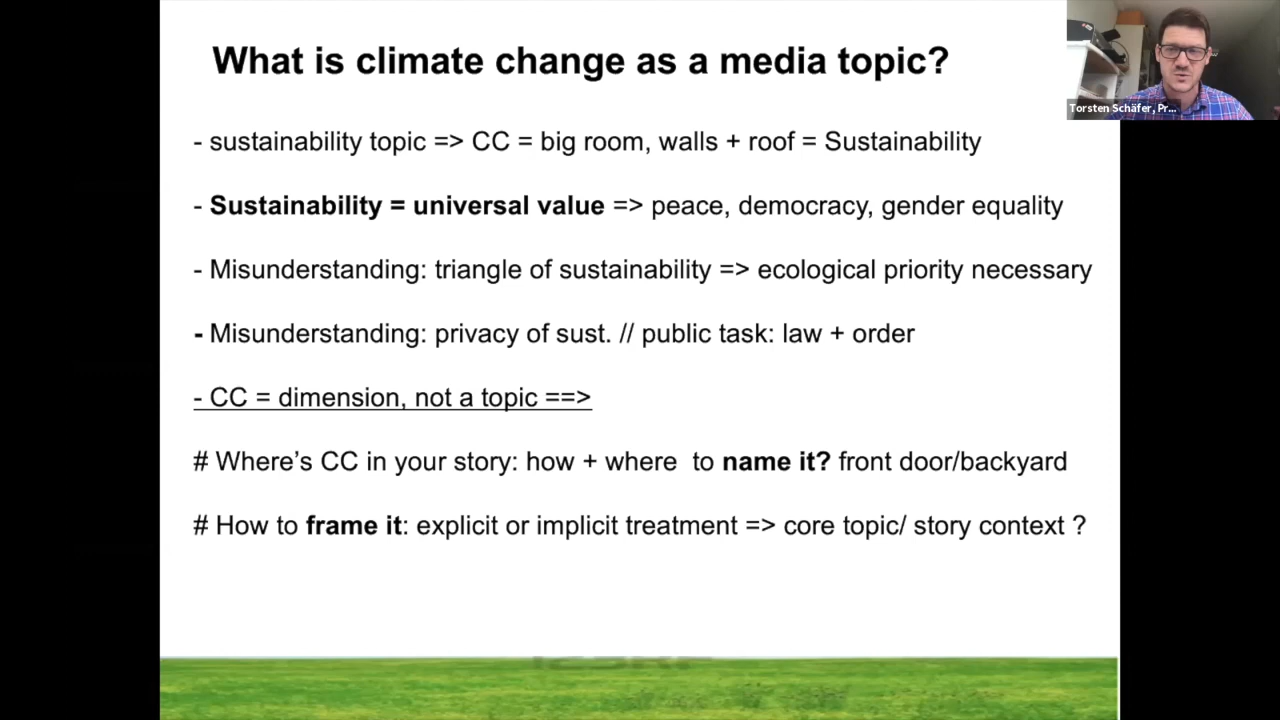 What is climate change as a media topic?
Torsten Schäfer, Pr...
- sustainability topic => CC = big room, walls + roof = Sustainability
- Sustainability = universal value => peace, democracy, gender equality
- Misunderstanding: triangle of sustainability => ecological priority necessary
- Misunderstanding: privacy of sust. // public task: law + order
- CC = dimension, not a topic ==>
# Where’s CC in your story: how + where  to name it? front door/backyard
# How to frame it: explicit or implicit treatment => core topic/ story context ?